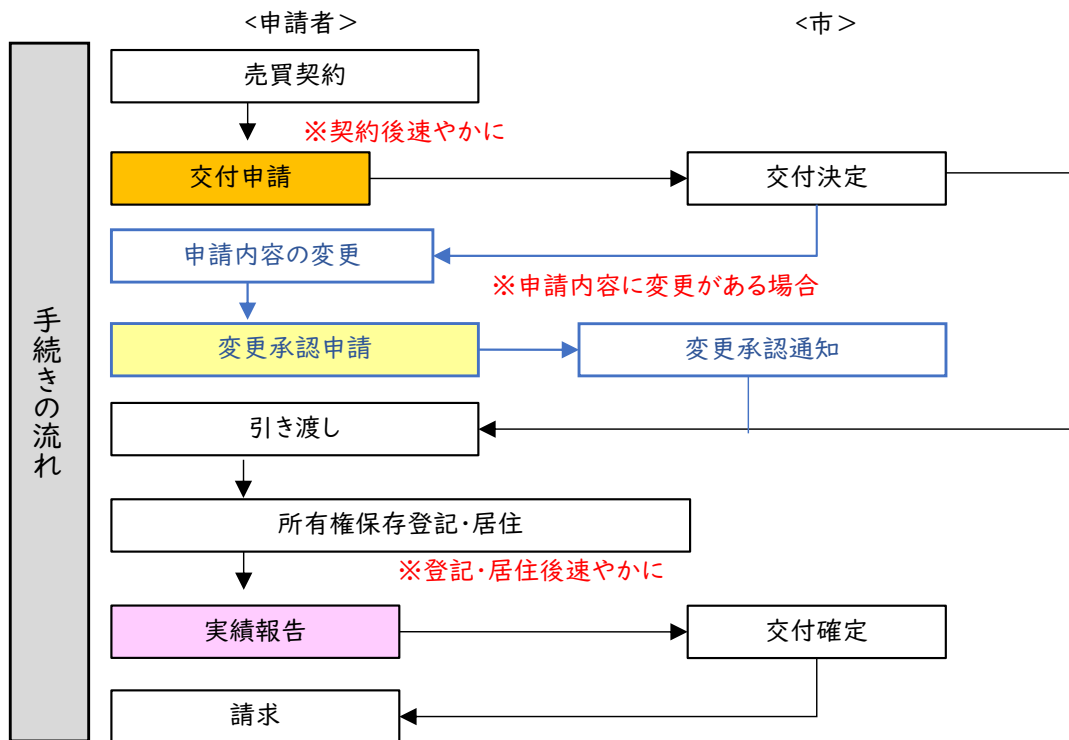 <申請者>
<市>
手続きの流れ
売買契約
※契約後速やかに
交付申請
交付決定
申請内容の変更
※申請内容に変更がある場合
変更承認申請
変更承認通知
引き渡し
所有権保存登記・居住
※登記・居住後速やかに
実績報告
交付確定
請求